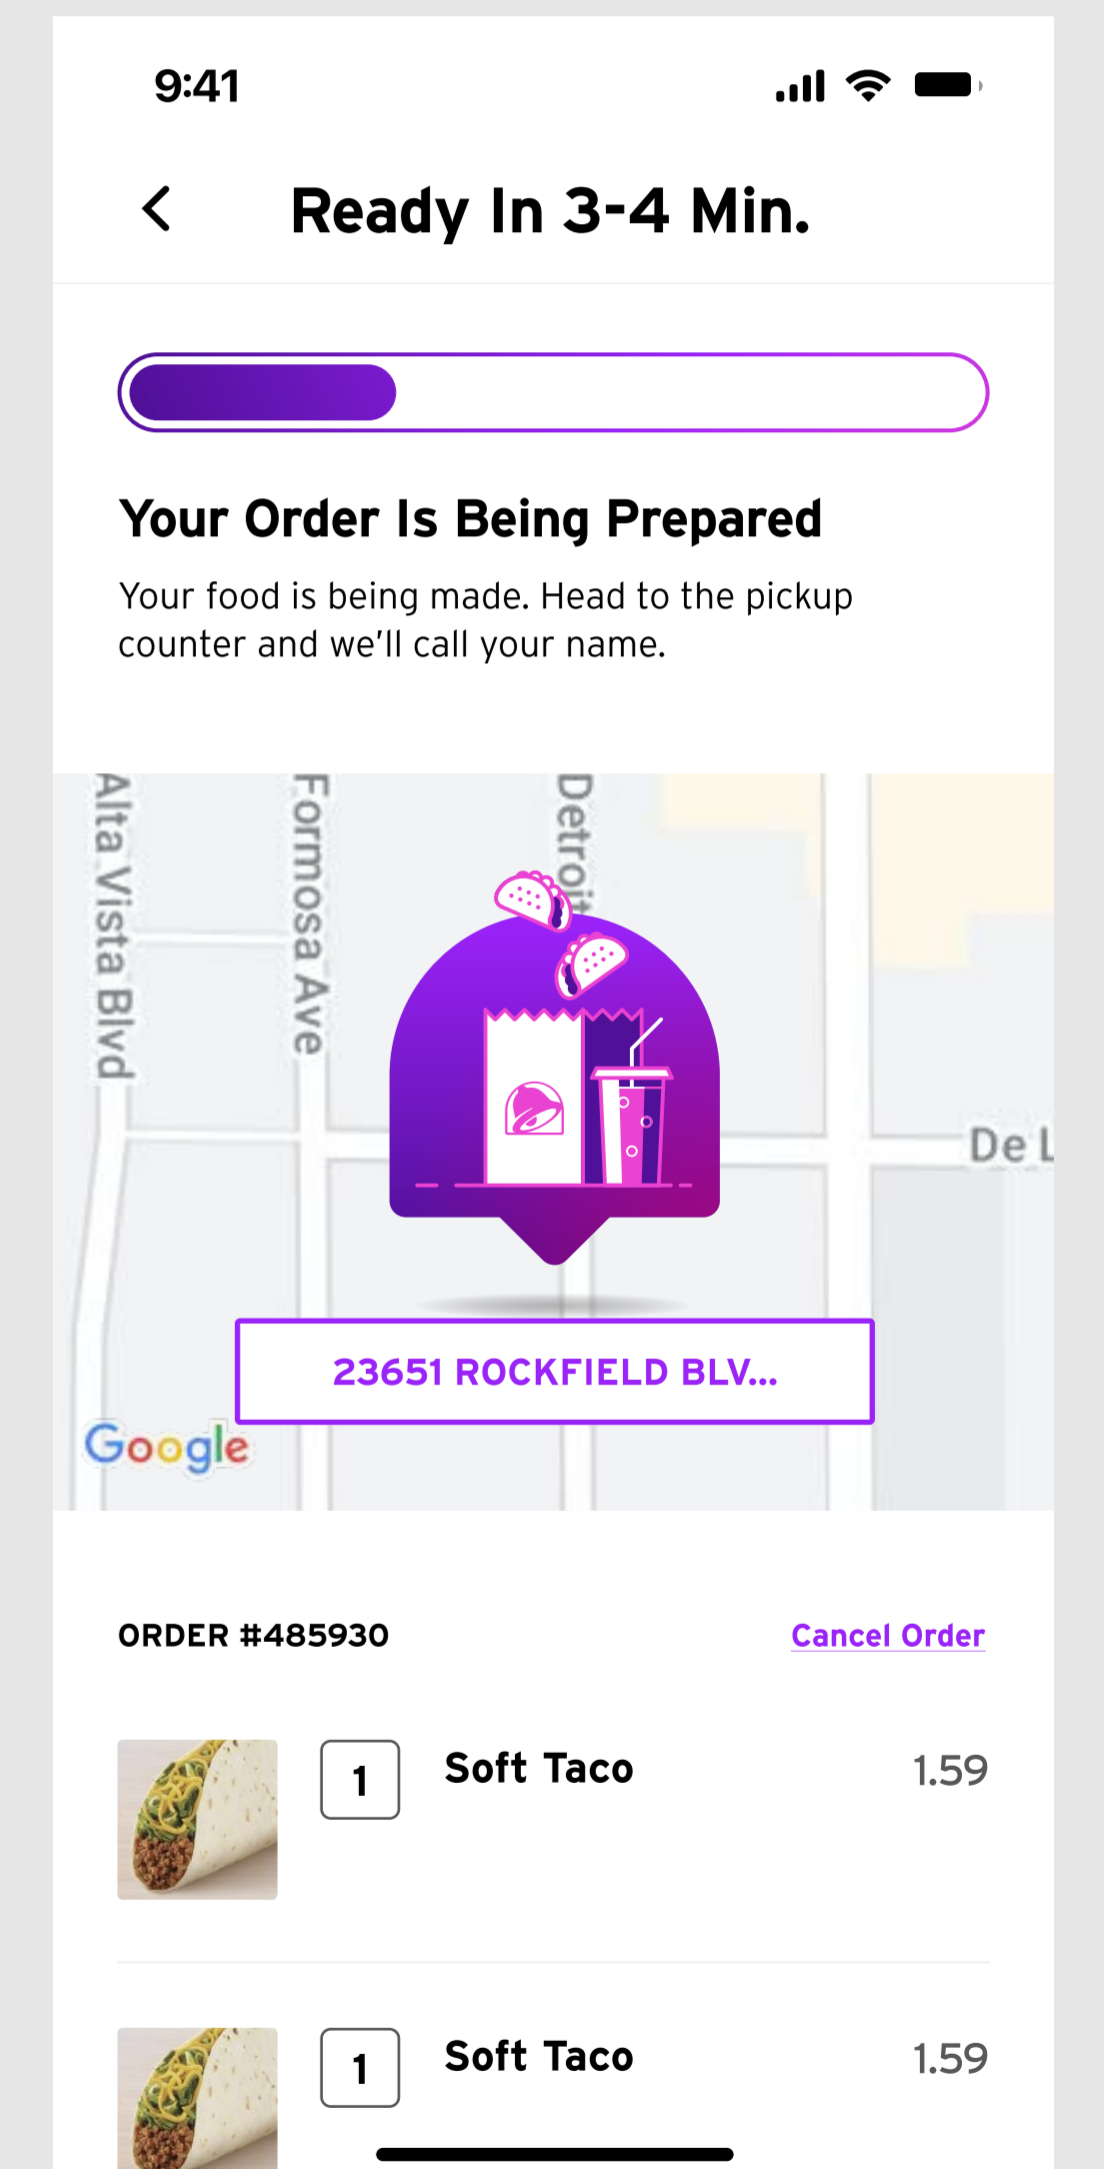 9:41
Ready In 3-4 Min.
Your Order Is Being Prepared
Your food is being made. Head to the pickup
counter and we'll call your name.
Alta Vista Blvd
Formosa Ave
Detroit
De L
23651 ROCKFIELD BLV...
Google
ORDER #485930
Cancel Order
1
Soft Taco
1.59
1
Soft Taco
1.59